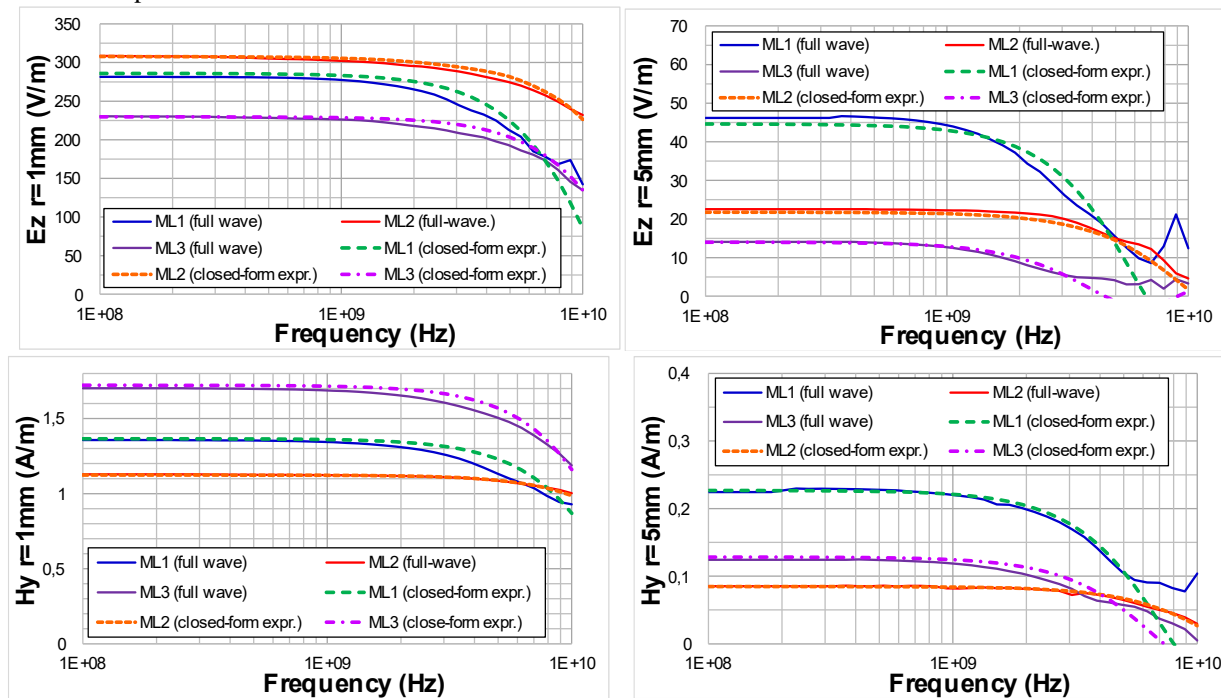 350
300
250
200
150
100
50
0
Ez r=1mm (V/m)
ML1 (full wave)
ML2 (full-wave.)
ML3 (full wave)
ML1 (closed-form expr.)
ML2 (closed-form expr.)
ML3 (closed-form expr.)
1E+08
1E+09
1E+10
Frequency (Hz)
70
60
50
40
30
20
10
0
Ez r=5mm (V/m)
ML1 (full wave)
ML2 (full-wave.)
ML3 (full wave)
ML1 (closed-form expr.)
ML2 (closed-form expr.)
ML3 (closed-form expr.)
1E+08
1E+09
1E+10
Frequency (Hz)
1,5
1
0,5
0
Hy r=1mm (A/m)
ML1 (full wave)
ML2 (full-wave)
ML3 (full wave)
ML1 (closed-form expr.)
ML2 (closed-form expr.)
ML3 (close-form expr.)
1E+08
1E+09
1E+10
Frequency (Hz)
0,4
0,3
0,2
0,1
0
Hy r=5mm (A/m)
ML1 (full wave)
ML2 (full-wave)
ML3 (full wave)
ML1 (closed-form expr.)
ML2 (closed-form expr.)
ML3 (closed-form expr.)
1E+08
1E+09
1E+10
Frequency (Hz)